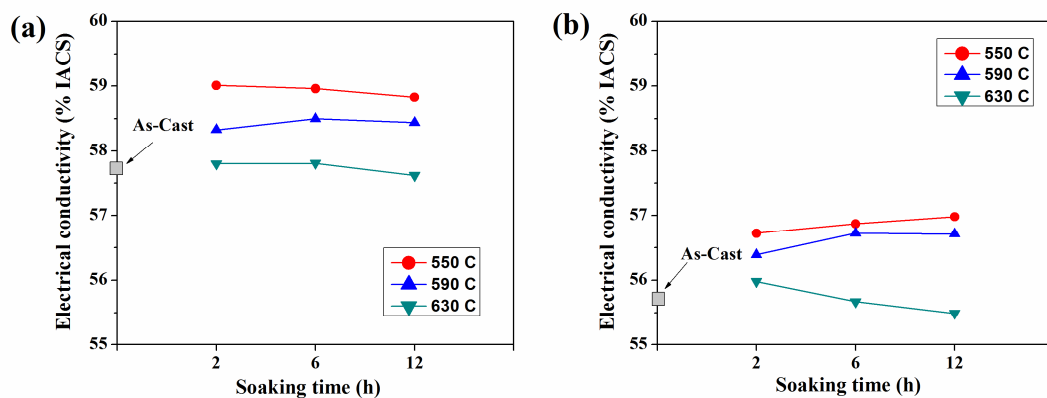 (a)
Electrical conductivity (% IACS)
60
59
58
57
56
55
As-Cast
550 C
590 C
630 C
2
6
12
Soaking time (h)
(b)
Electrical conductivity (% IACS)
60
59
58
57
56
55
As-Cast
550 C
590 C
630 C
2
6
12
Soaking time (h)